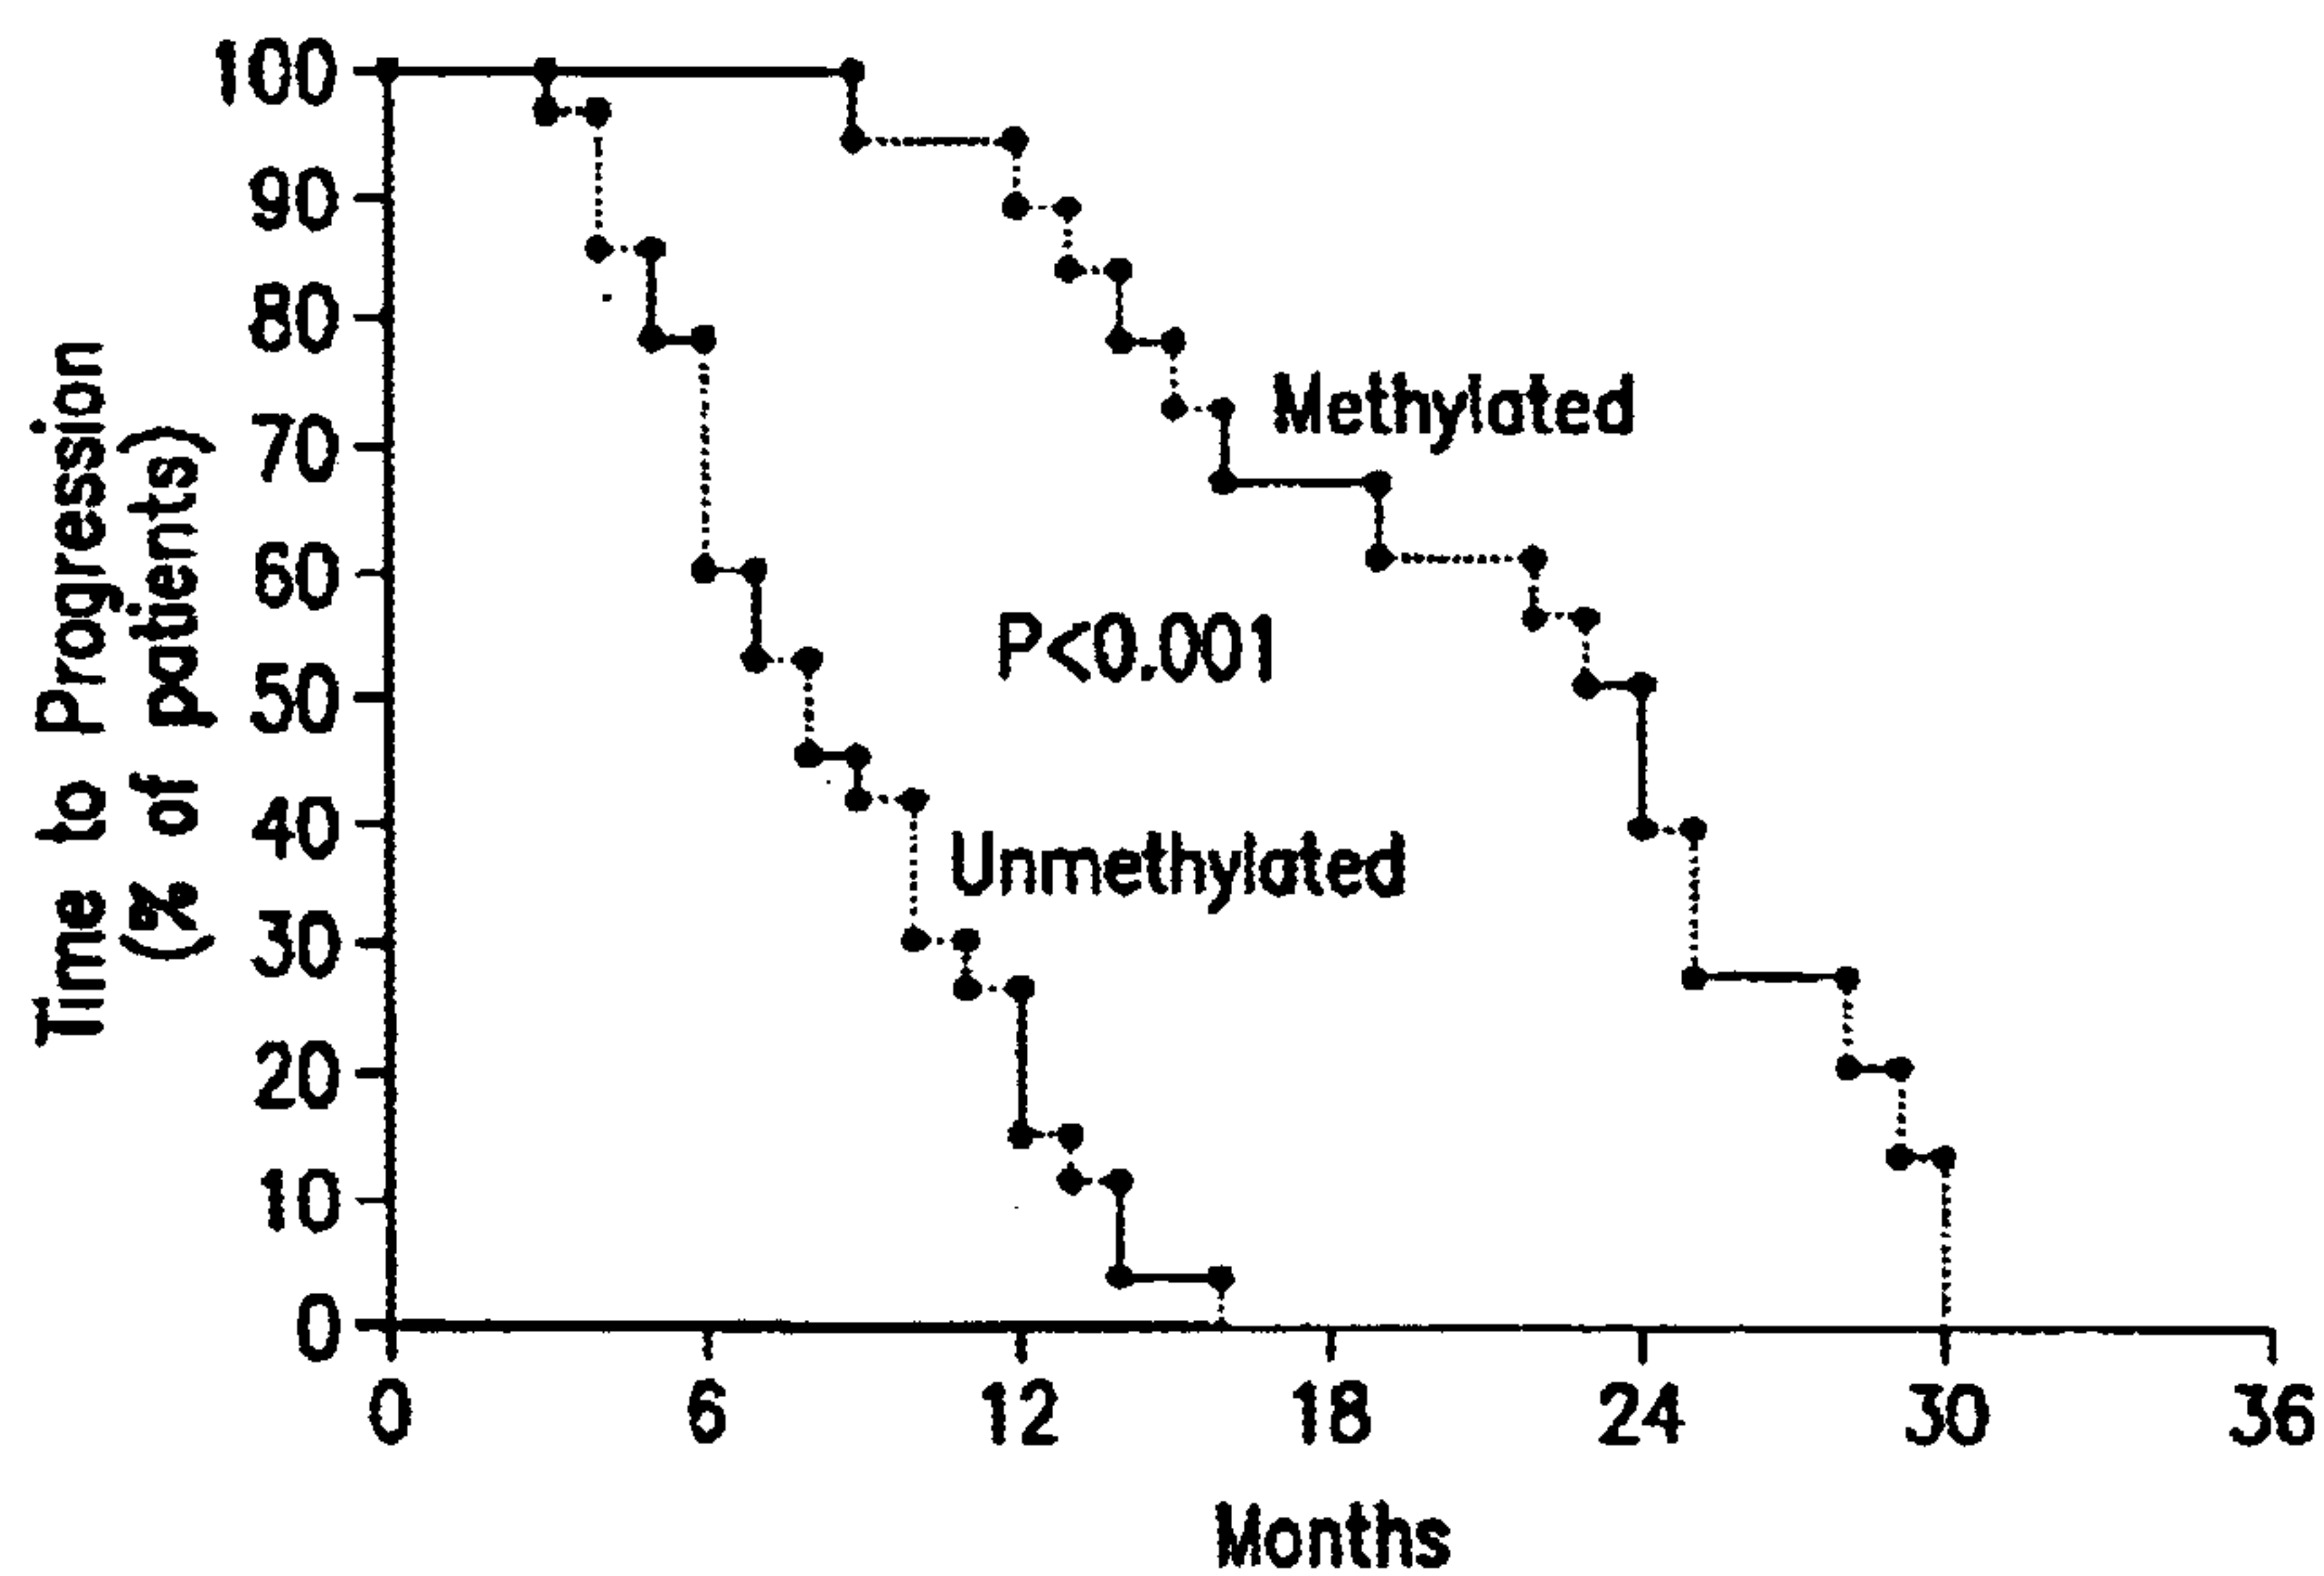 Time to Progression
(% of patients)
100
90
80
70
60
50
40
30
20
10
0
Methylated
P<0.001
Unmethylated
0 6 12 18 24 30 36
Months